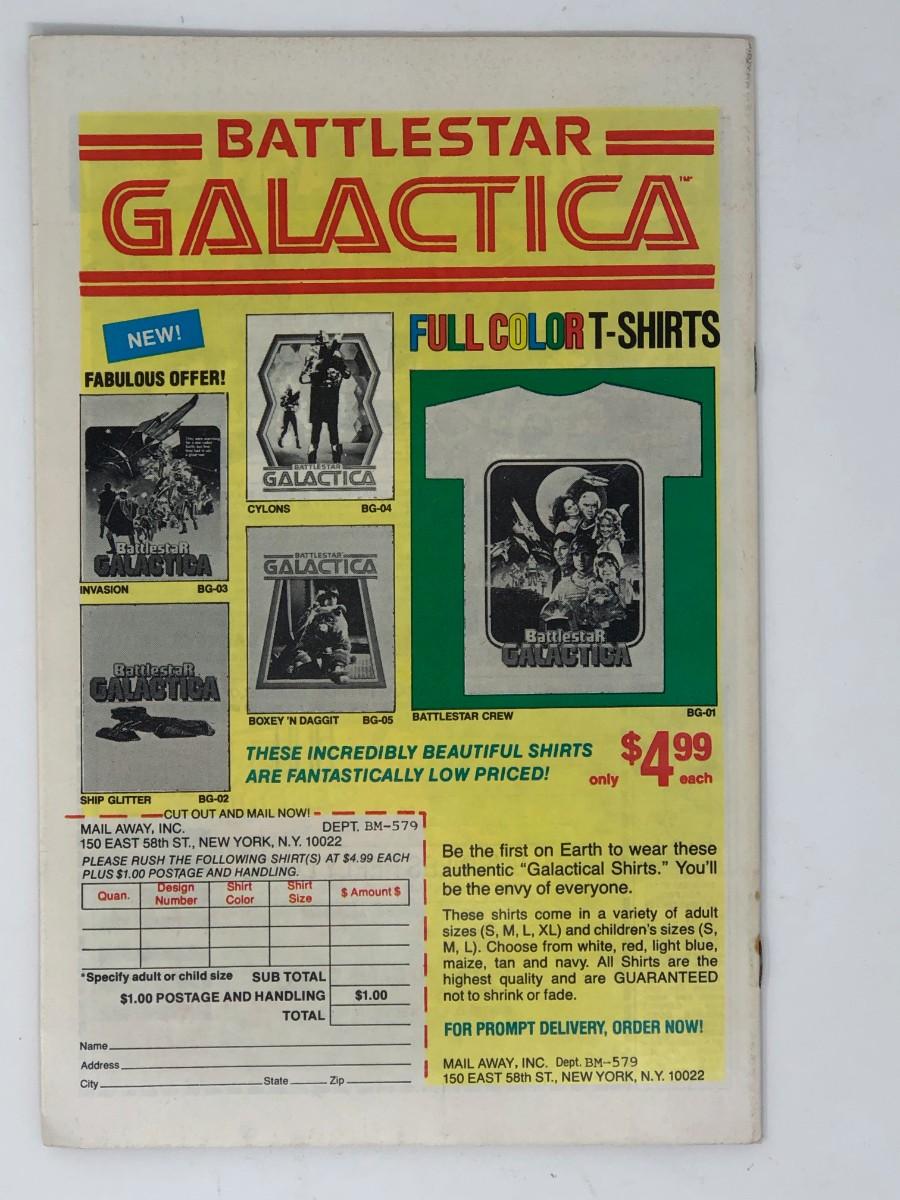 BATTLESTAR
GALACTICA™
NEW!
FABULOUS OFFER!
FULL COLOR T-SHIRTS
BATTLESTAR
GALACTICA
CYLONS BG-04
BattlestaR
GALACTICA
INVASION BG-03
BATTLESTAR
GALACTICA
BOXEY 'N DAGGIT BG-05
BattlestaR
GALACTICA
SHIP GLITTER BG-02
BattlestaR
GALACTICA
BATTLESTAR CREW BG-01
THESE INCREDIBLY BEAUTIFUL SHIRTS
ARE FANTASTICALLY LOW PRICED!
only $4.99 each
CUT OUT AND MAIL NOW!
MAIL AWAY, INC. DEPT. BM-579
150 EAST 58th ST., NEW YORK, N.Y. 10022
PLEASE RUSH THE FOLLOWING SHIRT(S) AT $4.99 EACH
PLUS $1.00 POSTAGE AND HANDLING.
Quan. Design Number Shirt Color Shirt Size $ Amount $
*Specify adult or child size SUB TOTAL
$1.00 POSTAGE AND HANDLING $1.00
TOTAL
Name
Address
City State Zip
Be the first on Earth to wear these
authentic “Galactical Shirts.” You'll
be the envy of everyone.
These shirts come in a variety of adult
sizes (S, M, L, XL) and children's sizes (S,
M, L). Choose from white, red, light blue,
maize, tan and navy. All Shirts are the
highest quality and are GUARANTEED
not to shrink or fade.
FOR PROMPT DELIVERY, ORDER NOW!
MAIL AWAY, INC. Dept. BM-579
150 EAST 58th ST., NEW YORK, N.Y. 10022